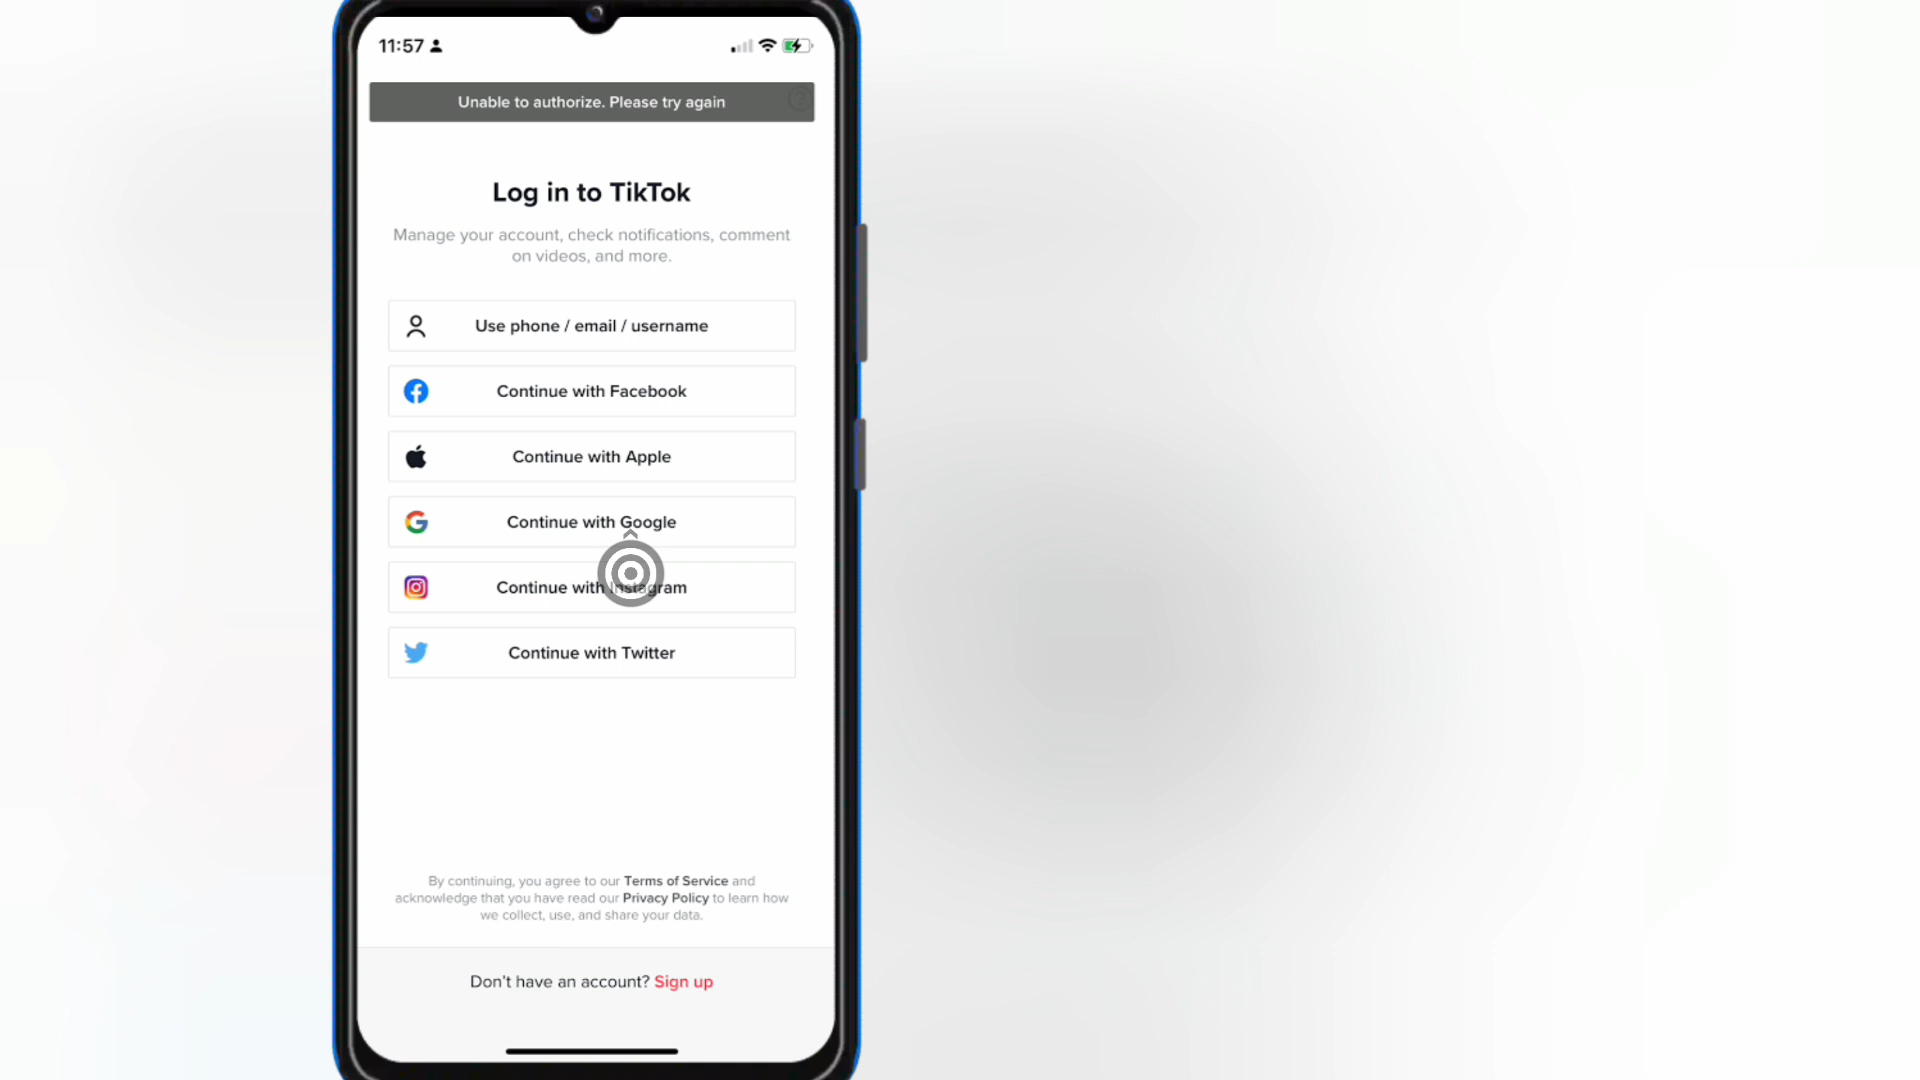 11:57
Unable to authorize. Please try again
Log in to TikTok
Manage your account, check notifications, comment
on videos, and more.
Use phone / email / username
Continue with Facebook
Continue with Apple
Continue with Google
Continue with Instagram
Continue with Twitter
By continuing, you agree to our Terms of Service and
acknowledge that you have read our Privacy Policy to learn how
we collect, use, and share your data.
Don't have an account? Sign up